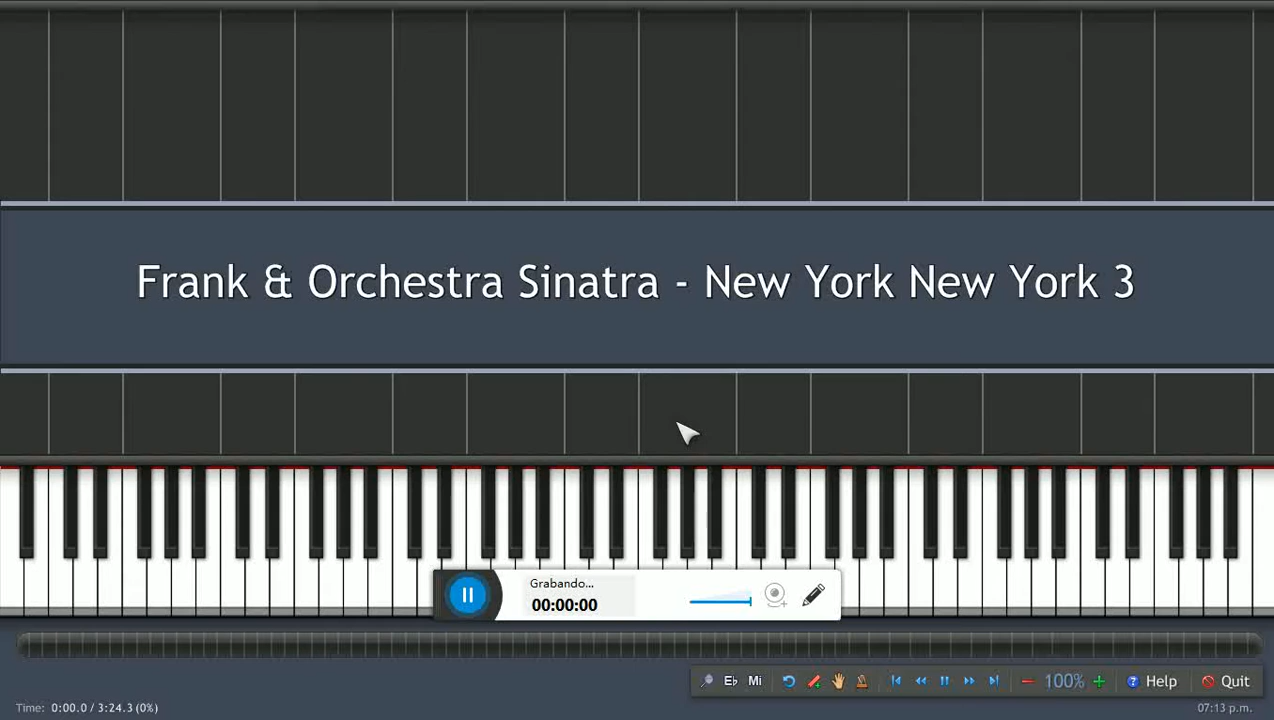 Frank & Orchestra Sinatra - New York New York 3
Grabando...
00:00:00
E♭ Mi 100% Help Quit
Time: 0:00.0 / 3:24.3 (0%)
07:13 p.m.